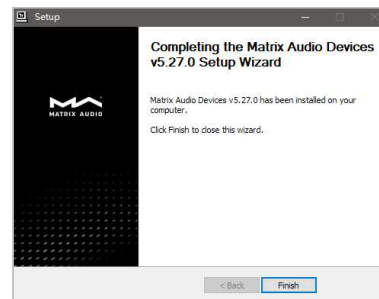 Setup
Completing the Matrix Audio Devices
v5.27.0 Setup Wizard
MATRIX AUDIO
Matrix Audio Devices v5.27.0 has been installed on your
computer.
Click Finish to close this wizard.
< Back
Finish